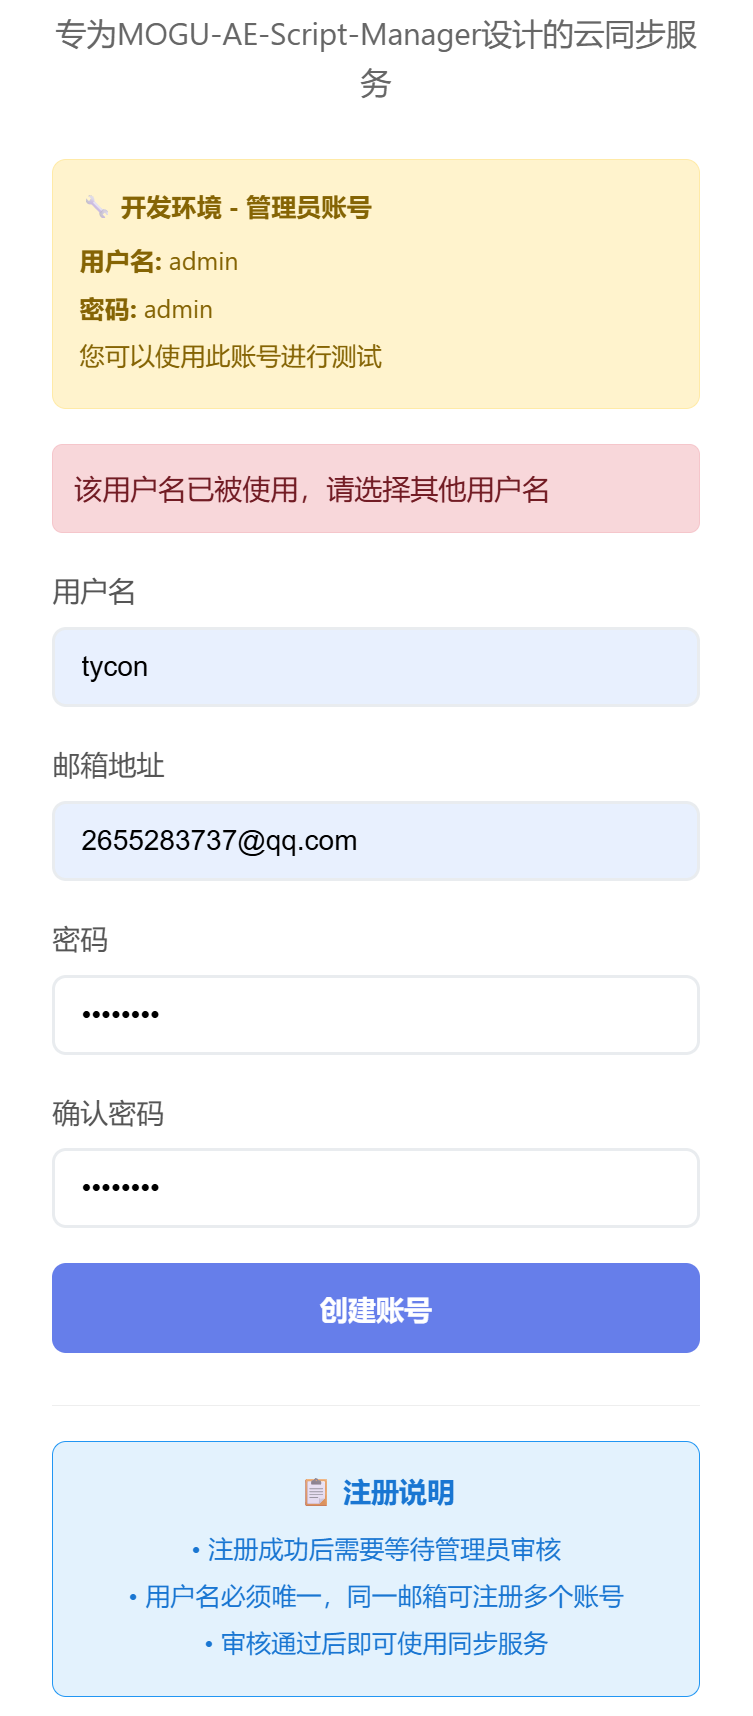 专为MOGU-AE-Script-Manager设计的云同步服
务
🔧 开发环境 - 管理员账号
用户名: admin
密码: admin
您可以使用此账号进行测试
该用户名已被使用，请选择其他用户名
用户名
tycon
邮箱地址
2655283737@qq.com
密码
••••••••
确认密码
••••••••
创建账号
📋 注册说明
• 注册成功后需要等待管理员审核
• 用户名必须唯一，同一邮箱可注册多个账号
• 审核通过后即可使用同步服务